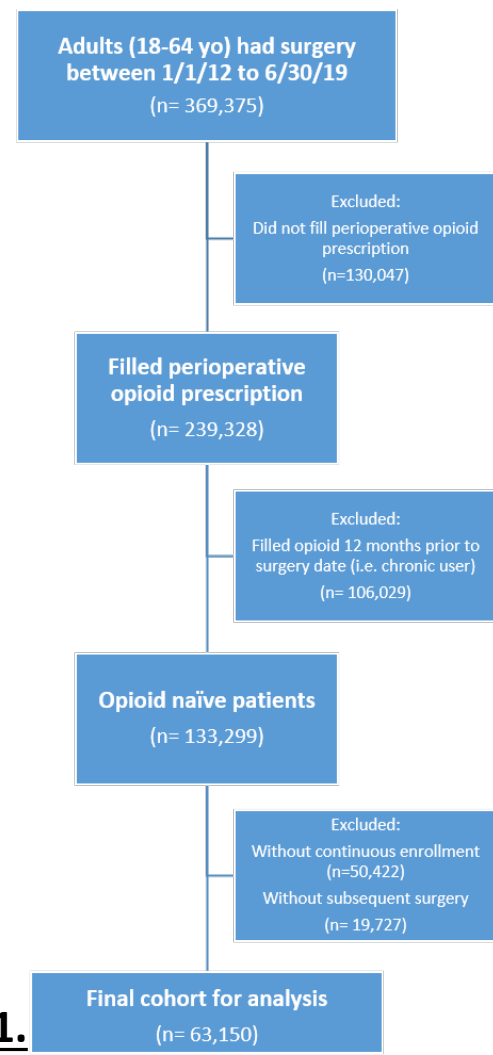 Adults (18-64 yo) had surgery
between 1/1/12 to 6/30/19
(n= 369,375)
Excluded:
Did not fill perioperative opioid
prescription
(n=130,047)
Filled perioperative
opioid prescription
(n= 239,328)
Excluded:
Filled opioid 12 months prior to
surgery date (i.e. chronic user)
(n= 106,029)
Opioid naïve patients
(n= 133,299)
Excluded:
Without continuous enrollment
(n=50,422)
Without subsequent surgery
(n= 19,727)
Final cohort for analysis
(n= 63,150)
1.